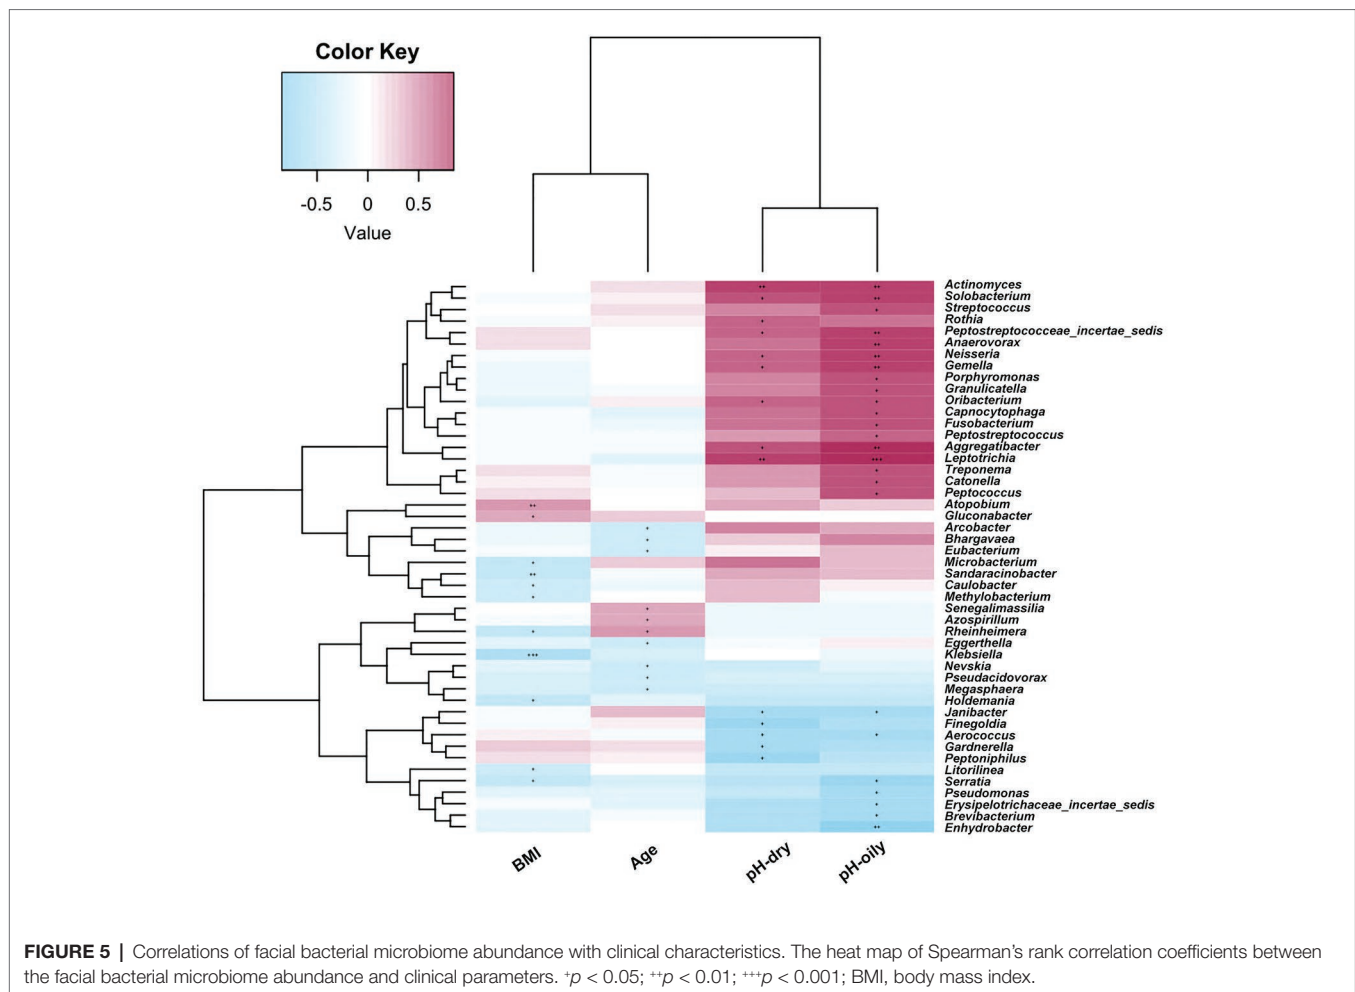 Color Key
-0.5 0 0.5
Value
Actinomyces
Solobacterium
Streptococcus
Rothia
Peptostreptococceae_incertae_sedis
Anaerovorax
Neisseria
Gemella
Porphyromonas
Granulicatella
Oribacterium
Capnocytophaga
Fusobacterium
Peptostreptococcus
Aggregatibacter
Leptotrichia
Treponema
Catonella
Peptococcus
Atopobium
Gluconabacter
Arcobacter
Bhargavaea
Eubacterium
Microbacterium
Sandaracinobacter
Caulobacter
Methylobacterium
Senegalimassilia
Azospirillum
Rheinheimera
Eggerthella
Klebsiella
Nevskia
Pseudacidovorax
Megasphaera
Holdemania
Janibacter
Finegoldia
Aerococcus
Gardnerella
Peptoniphilus
Litorilinea
Serratia
Pseudomonas
Erysipelotrichaceae_incertae_sedis
Brevibacterium
Enhydrobacter
BMI Age pH-dry pH-oily
FIGURE 5 | Correlations of facial bacterial microbiome abundance with clinical characteristics. The heat map of Spearman’s rank correlation coefficients between
the facial bacterial microbiome abundance and clinical parameters. +p < 0.05; ++p < 0.01; +++p < 0.001; BMI, body mass index.